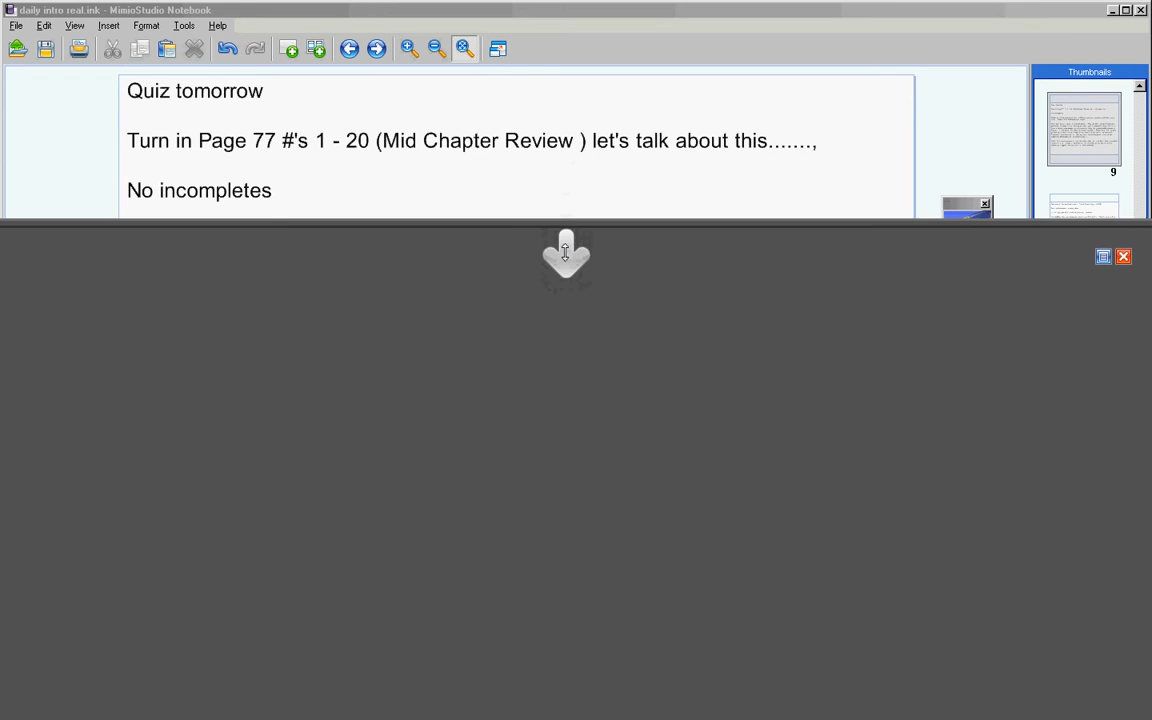 daily intro real.ink - MimioStudio Notebook
File Edit View Insert Format Tools Help
Thumbnails
Quiz tomorrow
Turn in Page 77 #'s 1 - 20 (Mid Chapter Review ) let's talk about this.......,
No incompletes
9